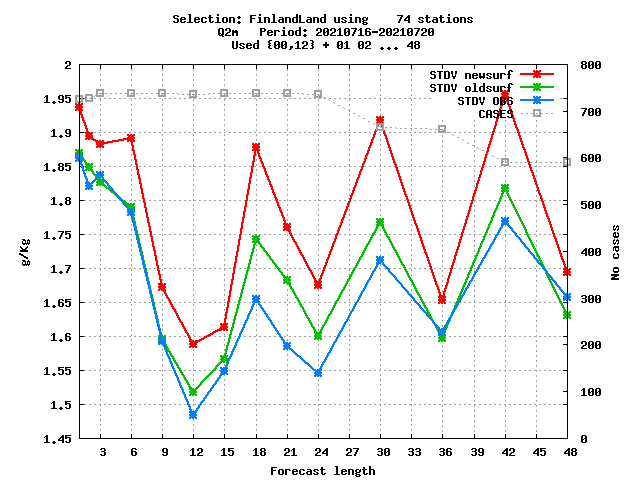 Selection: FinlandLand using 74 stations
Q2m Period: 20210716-20210720
Used {00,12} + 01 02 ... 48
2
1.95
1.9
1.85
1.8
1.75
1.7
1.65
1.6
1.55
1.5
1.45
g/Kg
800
700
600
500
400
300
200
100
0
No cases
STDV newsurf
STDV oldsurf
STDV OBS
CASES
3 6 9 12 15 18 21 24 27 30 33 36 39 42 45 48
Forecast length